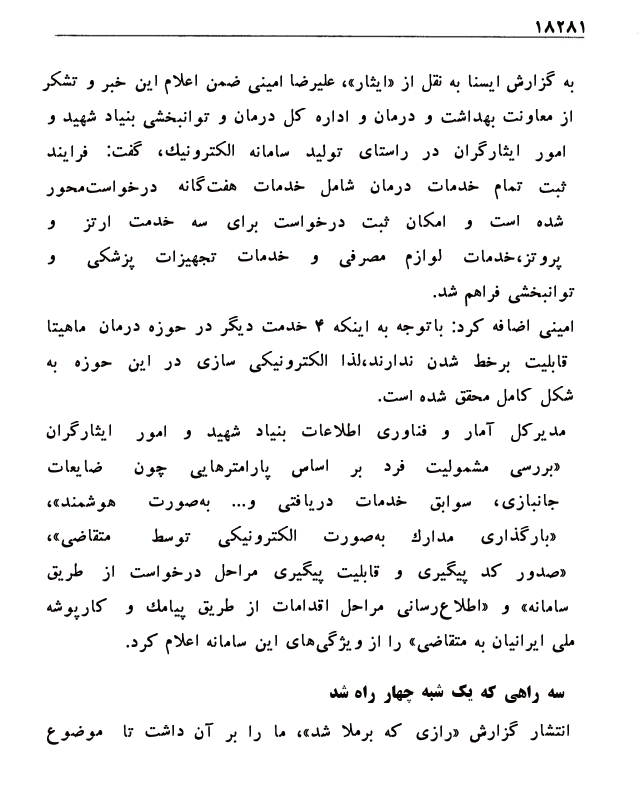 ۱۸۲۸۱
به گزارش ایسنا به نقل از «ایثار»، علیرضا امینی ضمن اعلام این خبر و تشکر
از معاونت بهداشت و درمان و اداره کل درمان و توانبخشی بنیاد شهید و
امور ایثارگران در راستای تولید سامانه الکترونیك، گفت: فرایند
ثبت تمام خدمات درمان شامل خدمات هفت‌گانه درخواست‌محور
شده است و امکان ثبت درخواست برای سه خدمت ارتز و
پروتز،خدمات لوازم مصرفی و خدمات تجهیزات پزشکی و
توانبخشی فراهم شد.
امینی اضافه کرد: باتوجه به اینکه ۴ خدمت دیگر در حوزه درمان ماهیتا
قابلیت برخط شدن ندارند،لذا الکترونیکی سازی در این حوزه به
شکل کامل محقق شده است.
مدیرکل آمار و فناوری اطلاعات بنیاد شهید و امور ایثارگران
«بررسی مشمولیت فرد بر اساس پارامترهایی چون ضایعات
جانبازی، سوابق خدمات دریافتی و... به‌صورت هوشمند»،
«بارگذاری مدارك به‌صورت الکترونیکی توسط متقاضی»،
«صدور کد پیگیری و قابلیت پیگیری مراحل درخواست از طریق
سامانه» و «اطلاع‌رسانی مراحل اقدامات از طریق پیامك و کارپوشه
ملی ایرانیان به متقاضی» را از ویژگی‌های این سامانه اعلام کرد.
سه راهی که یک شبه چهار راه شد
انتشار گزارش «رازی که برملا شد»، ما را بر آن داشت تا موضوع